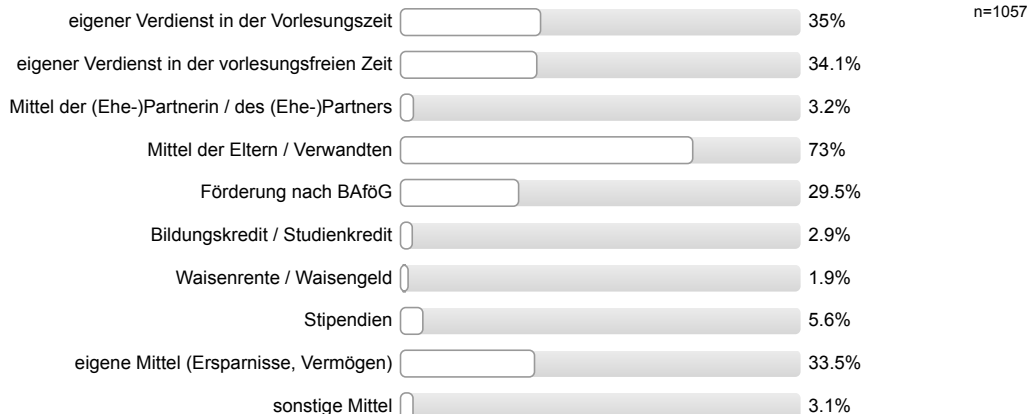 eigener Verdienst in der Vorlesungszeit 35% n=1057
eigener Verdienst in der vorlesungsfreien Zeit 34.1%
Mittel der (Ehe-)Partnerin / des (Ehe-)Partners 3.2%
Mittel der Eltern / Verwandten 73%
Förderung nach BAföG 29.5%
Bildungskredit / Studienkredit 2.9%
Waisenrente / Waisengeld 1.9%
Stipendien 5.6%
eigene Mittel (Ersparnisse, Vermögen) 33.5%
sonstige Mittel 3.1%